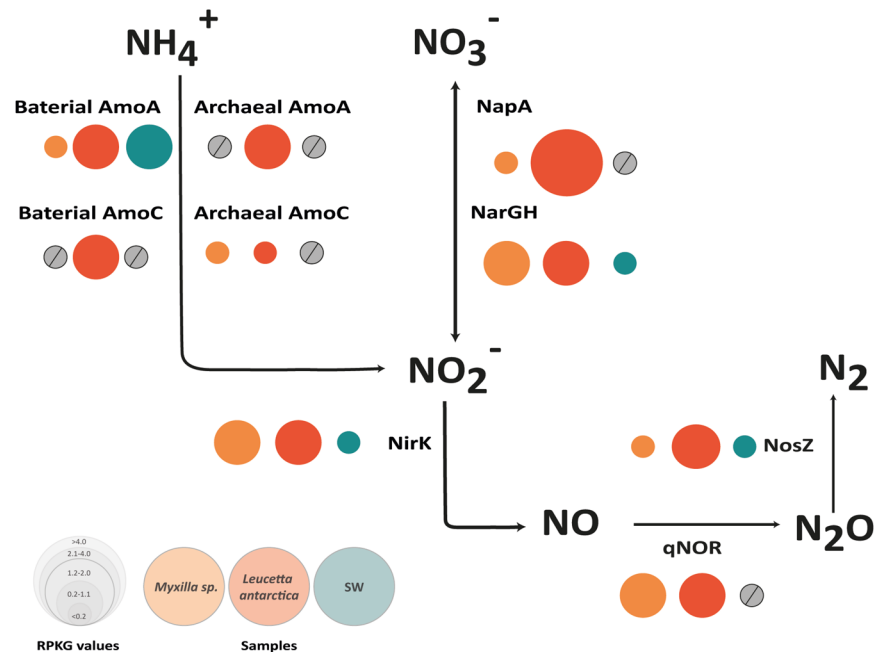 NH4+
NO3-
Baterial AmoA
Archaeal AmoA
NapA
Baterial AmoC
Archaeal AmoC
NarGH
NO2-
N2
NirK
NosZ
NO
N2O
qNOR
>4.0
2.1-4.0
1.2-2.0
0.2-1.1
<0.2
Myxilla sp.
Leucetta
antarctica
SW
RPKG values
Samples